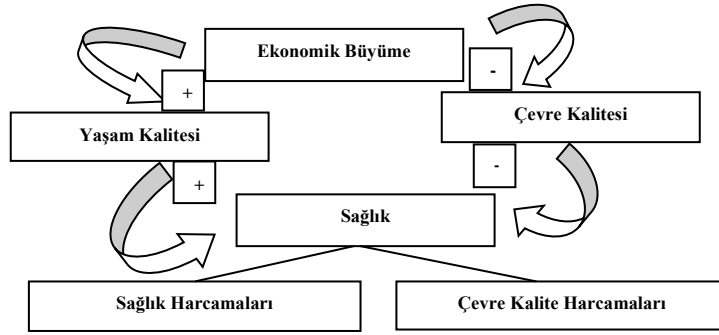 Ekonomik Büyüme
+
-
Yaşam Kalitesi
Çevre Kalitesi
+
-
Sağlık
Sağlık Harcamaları
Çevre Kalite Harcamaları